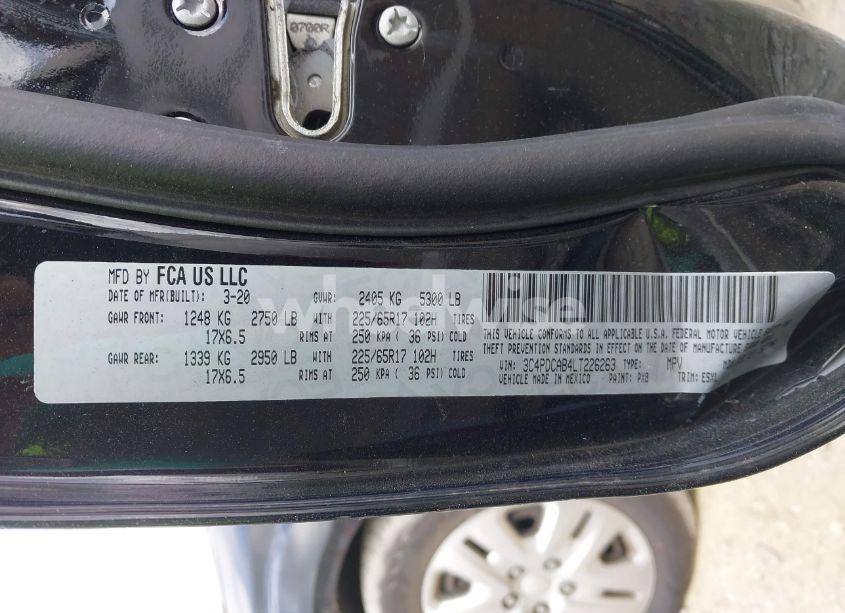 0700R
MFD BY FCA US LLC
DATE OF MFR(BUILT): 3-20 GVWR: 2405 KG 5300 LB
GAWR FRONT: 1248 KG 2750 LB WITH 225/65R17 102H TIRES
17X6.5 RIMS AT 250 KPA ( 36 PSI) COLD
GAWR REAR: 1339 KG 2950 LB WITH 225/65R17 102H TIRES
17X6.5 RIMS AT 250 KPA ( 36 PSI) COLD
THIS VEHICLE CONFORMS TO ALL APPLICABLE U.S.A. FEDERAL MOTOR VEHICLE
THEFT PREVENTION STANDARDS IN EFFECT ON THE DATE OF MANUFACTURE
VIN: 3C4PDCAB4LT226263 TYPE: MPV
VEHICLE MADE IN MEXICO PAINT: PXB TRIM:
wheelwise